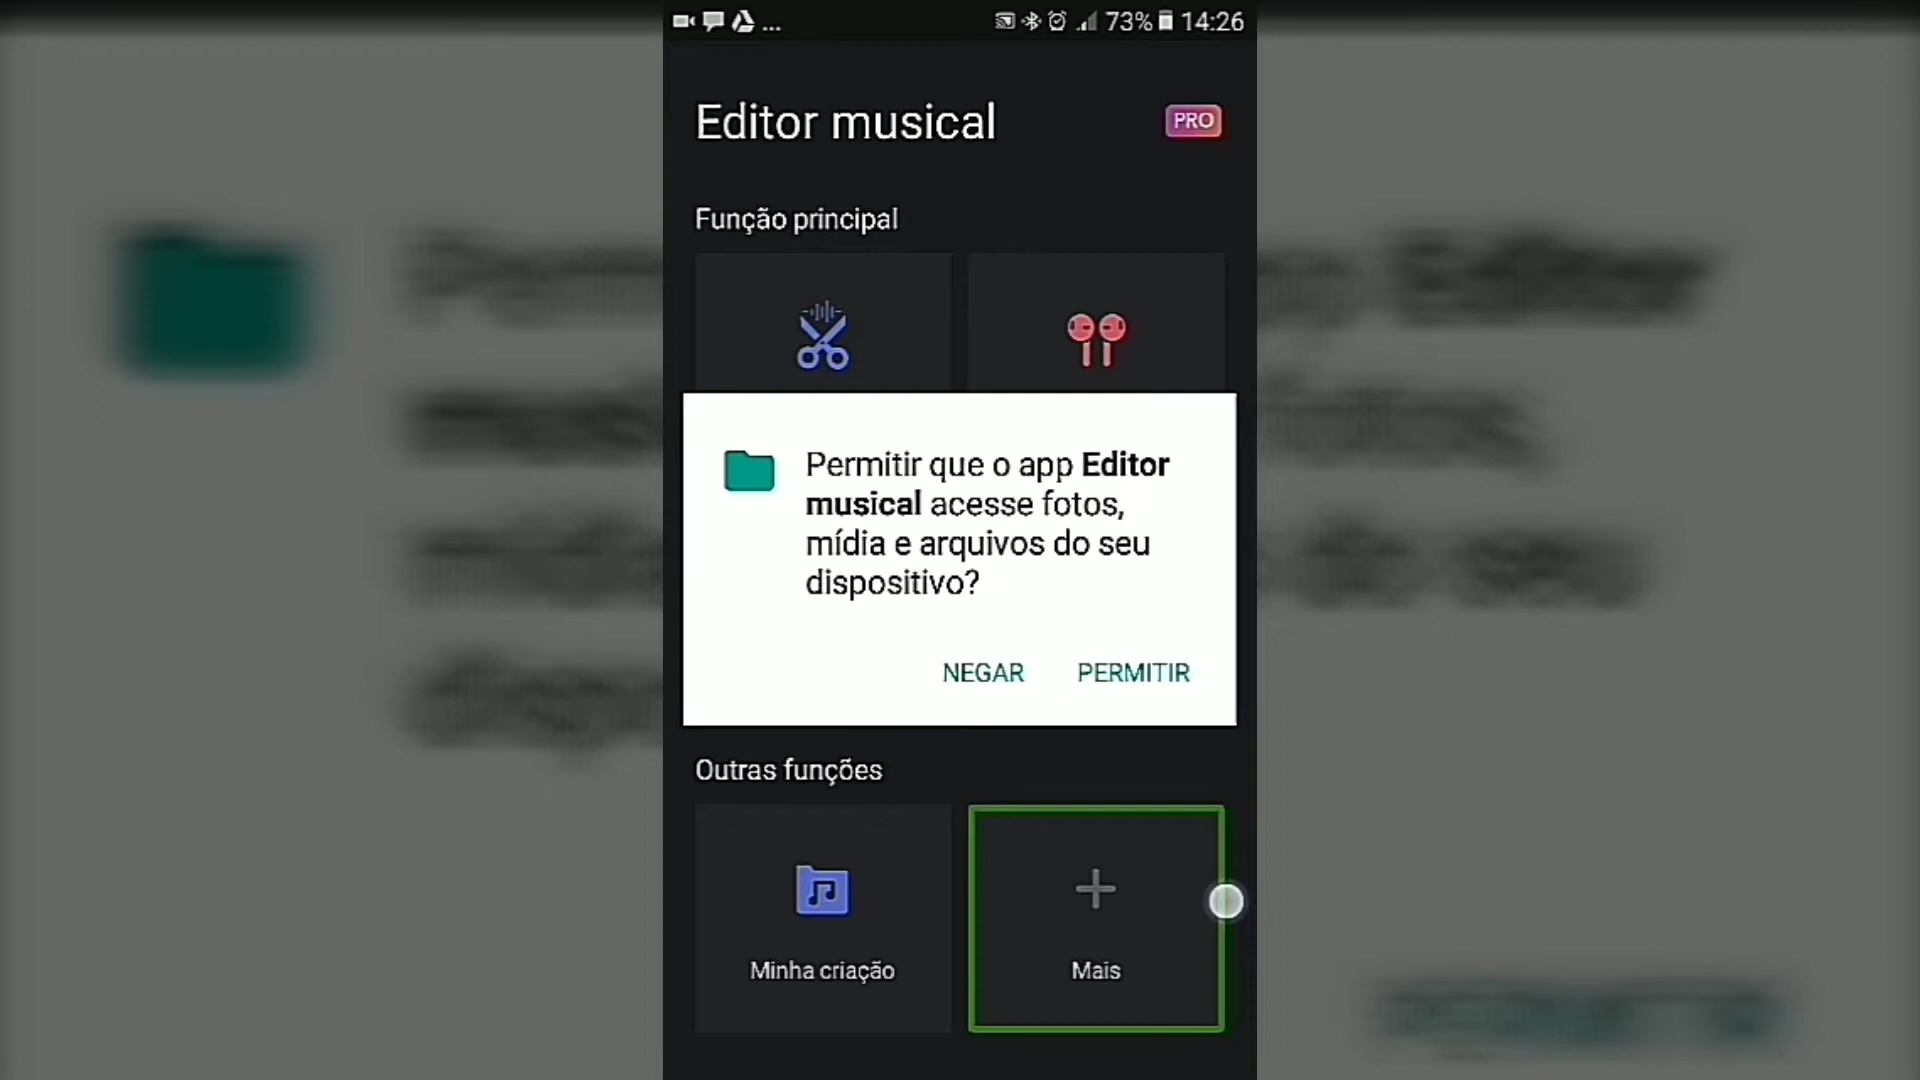 ... 73% 14:26
Editor musical PRO
Função principal
Permitir que o app Editor
musical acesse fotos,
mídia e arquivos do seu
dispositivo?
NEGAR PERMITIR
Outras funções
Minha criação Mais